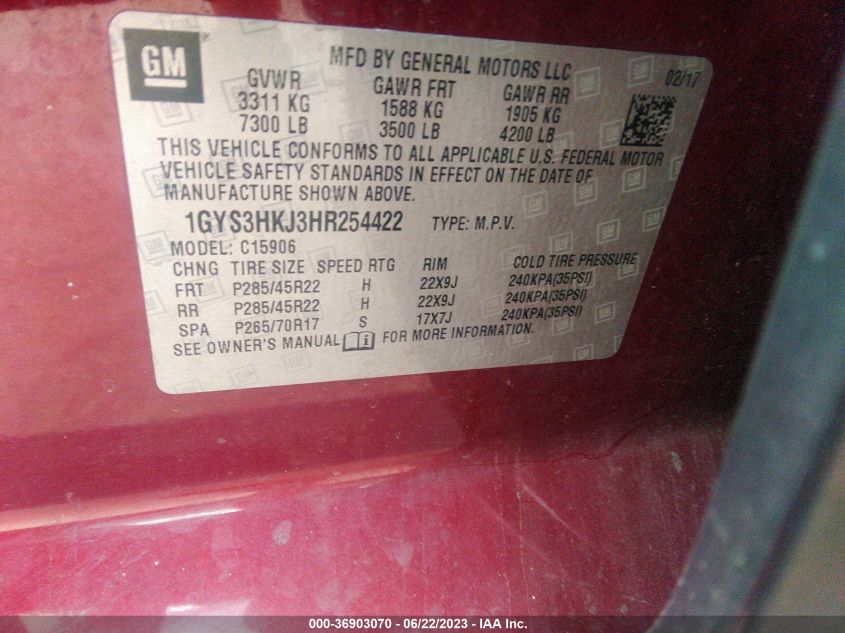 GM
MFD BY GENERAL MOTORS LLC
02/17
GVWR GAWR FRT GAWR RR
3311 KG 1588 KG 1905 KG
7300 LB 3500 LB 4200 LB
THIS VEHICLE CONFORMS TO ALL APPLICABLE U.S. FEDERAL MOTOR
VEHICLE SAFETY STANDARDS IN EFFECT ON THE DATE OF
MANUFACTURE SHOWN ABOVE.
1GYS3HKJ3HR254422 TYPE: M.P.V.
MODEL: C15906
CHNG TIRE SIZE SPEED RTG RIM COLD TIRE PRESSURE
FRT P285/45R22 H 22X9J 240KPA(35PSI)
RR P285/45R22 H 22X9J 240KPA(35PSI)
SPA P265/70R17 S 17X7J 240KPA(35PSI)
SEE OWNER'S MANUAL i FOR MORE INFORMATION.
000-36903070 - 06/22/2023 - IAA Inc.